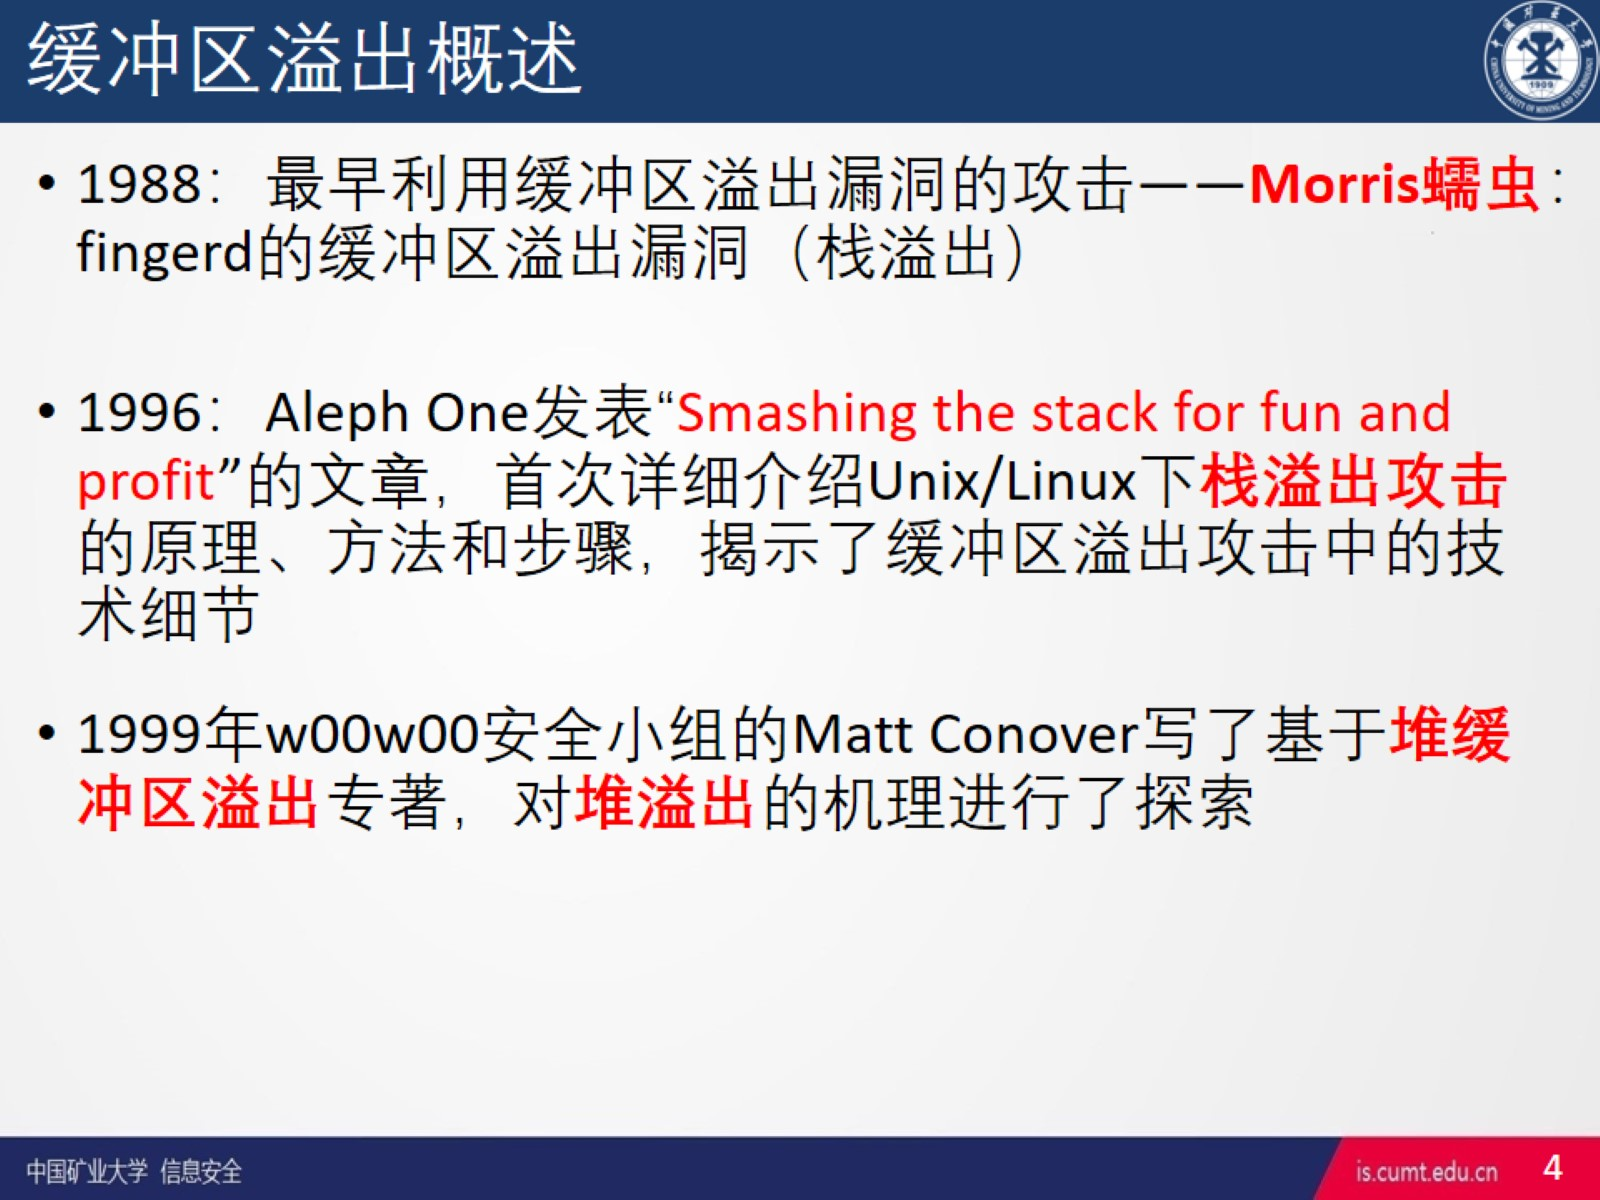 缓冲区溢出概述
• 1988： 最早利用缓冲区溢出漏洞的攻击——Morris蠕虫：
fingerd的缓冲区溢出漏洞（栈溢出）
• 1996： Aleph One发表“Smashing the stack for fun and
profit”的文章，首次详细介绍Unix/Linux下栈溢出攻击
的原理、方法和步骤，揭示了缓冲区溢出攻击中的技
术细节
• 1999年w00w00安全小组的Matt Conover写了基于堆缓
冲区溢出专著，对堆溢出的机理进行了探索
中国矿业大学 信息安全
is.cumt.edu.cn 4
CHINA UNIVERSITY OF MINING AND TECHNOLOGY
1909